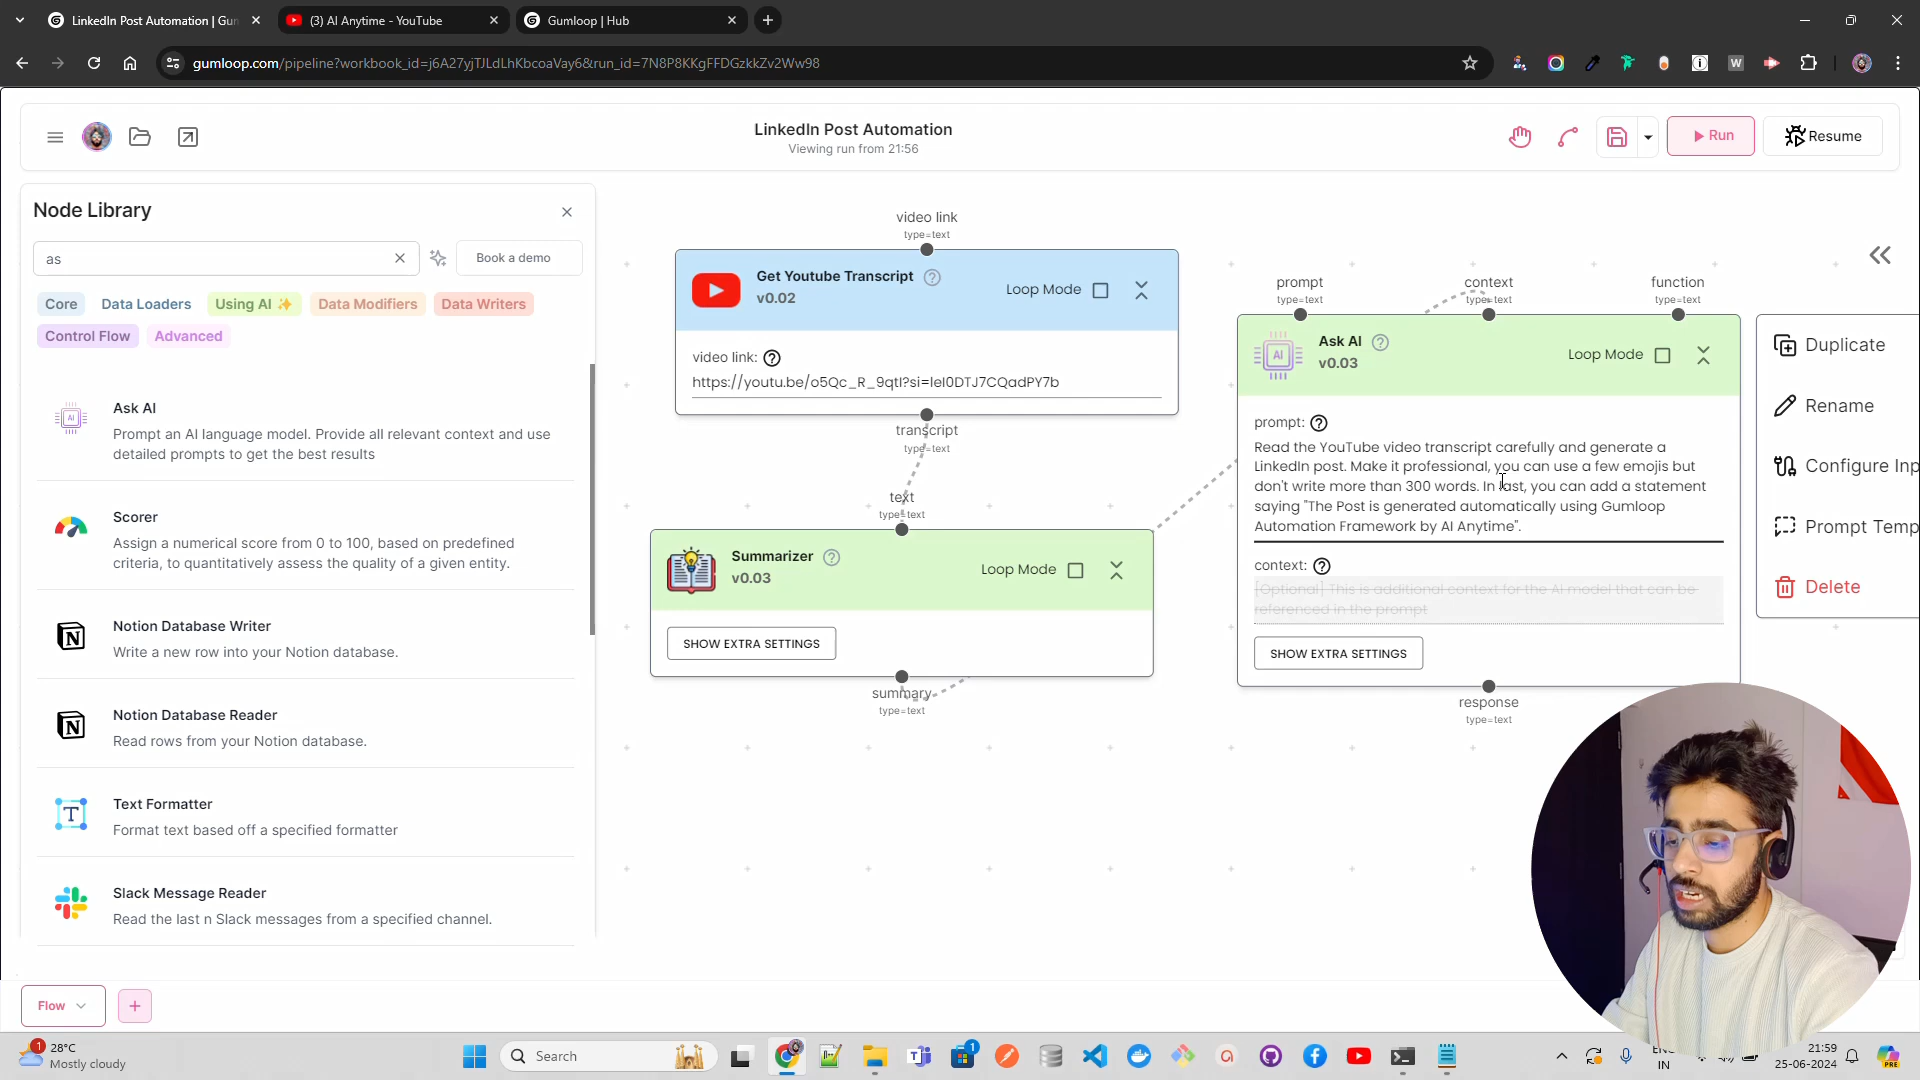 LinkedIn Post Automation | Gum
(3) AI Anytime - YouTube
Gumloop | Hub
gumloop.com/pipeline?workbook_id=j6A27yjTJLdLhKbcoaVay6&run_id=7N8P8KKgFFDGzkkZv2Ww98
LinkedIn Post Automation
Viewing run from 21:56
Run
Resume
Node Library
as
Book a demo
Core
Data Loaders
Using AI ✨
Data Modifiers
Data Writers
Control Flow
Advanced
Ask AI
Prompt an AI language model. Provide all relevant context and use
detailed prompts to get the best results
Scorer
Assign a numerical score from 0 to 100, based on predefined
criteria, to quantitatively assess the quality of a given entity.
Notion Database Writer
Write a new row into your Notion database.
Notion Database Reader
Read rows from your Notion database.
Text Formatter
Format text based off a specified formatter
Slack Message Reader
Read the last n Slack messages from a specified channel.
video link
type=text
Get Youtube Transcript
v0.02
Loop Mode
video link:
https://youtu.be/o5Qc_R_9qtI?si=IeI0DTJ7CQadPY7b
transcript
type=text
text
type=text
Summarizer
v0.03
Loop Mode
SHOW EXTRA SETTINGS
summary
type=text
prompt
type=text
context
type=text
function
type=text
Ask AI
v0.03
Loop Mode
prompt:
Read the YouTube video transcript carefully and generate a
LinkedIn post. Make it professional, you can use a few emojis but
don't write more than 300 words. In last, you can add a statement
saying "The Post is generated automatically using Gumloop
Automation Framework by AI Anytime".
context:
[Optional] This is additional context for the AI model that can be
referenced in the prompt
SHOW EXTRA SETTINGS
response
type=text
Duplicate
Rename
Configure Inp
Prompt Temp
Delete
Flow
28°C
Mostly cloudy
Search
IN
21:59
25-06-2024